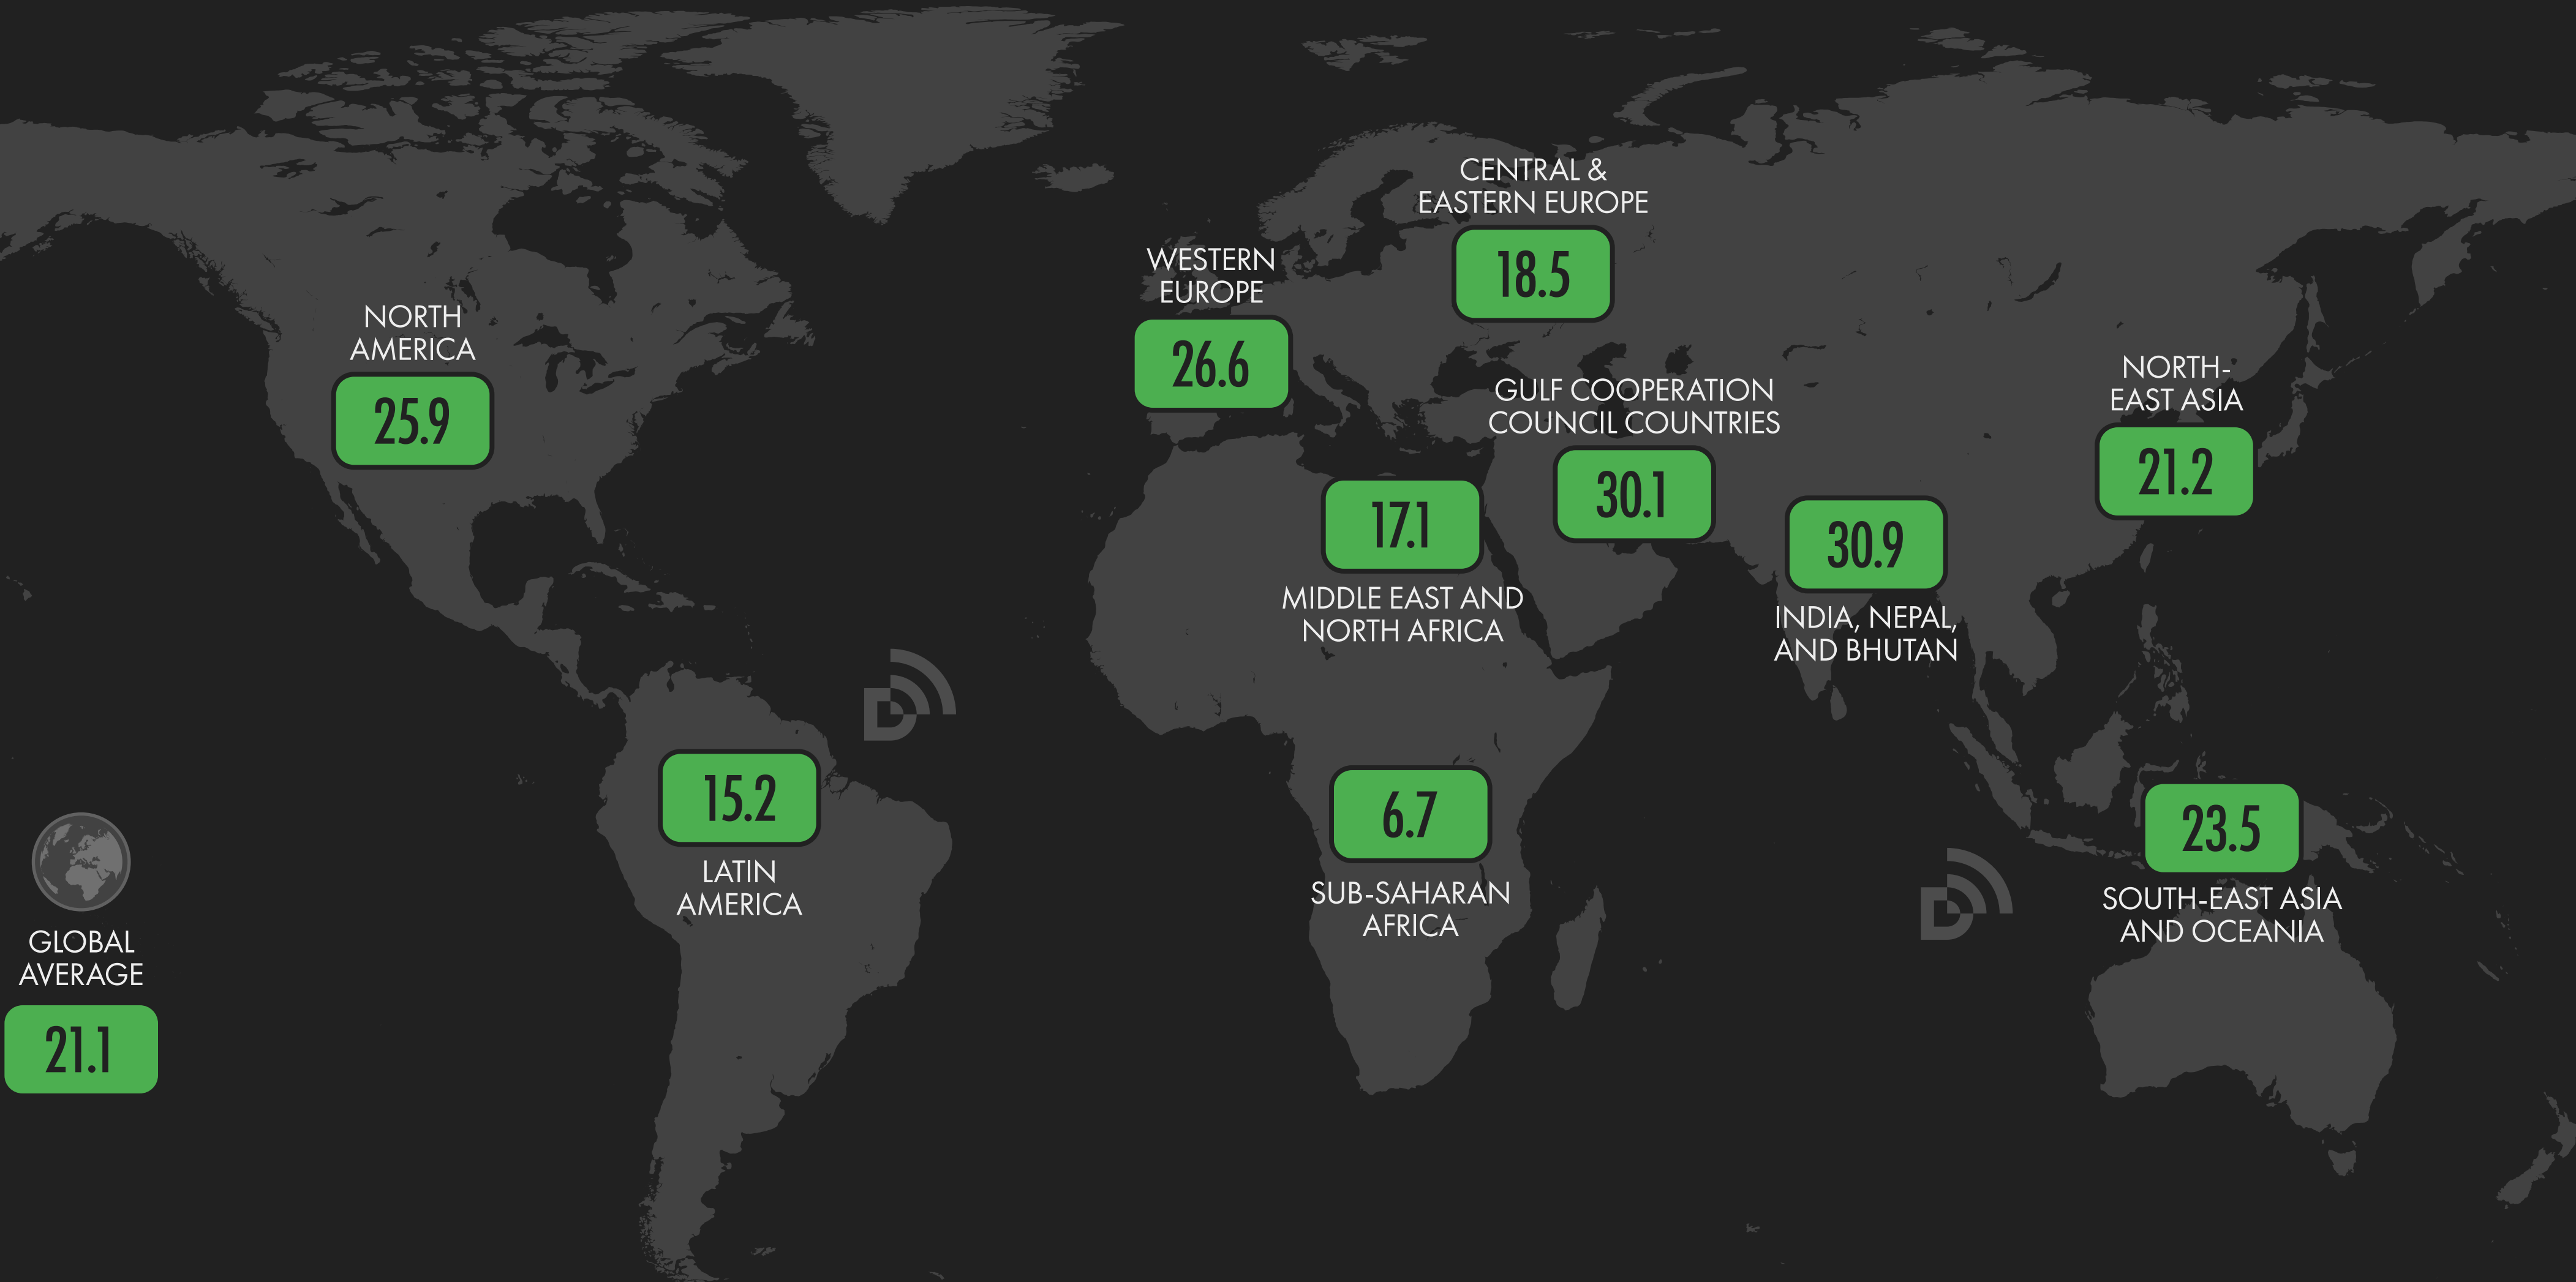 CENTRAL &
EASTERN EUROPE
18.5
WESTERN
EUROPE
26.6
NORTH
AMERICA
25.9
GULF COOPERATION
COUNCIL COUNTRIES
30.1
NORTH-
EAST ASIA
21.2
17.1
MIDDLE EAST AND
NORTH AFRICA
30.9
INDIA, NEPAL,
AND BHUTAN
15.2
LATIN
AMERICA
6.7
SUB-SAHARAN
AFRICA
23.5
SOUTH-EAST ASIA
AND OCEANIA
GLOBAL
AVERAGE
21.1